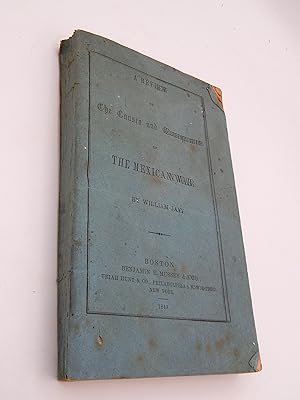 A REVIEW
OF
The Causes and Consequences
OF
THE MEXICAN WAR.
BY WILLIAM JAY.
BOSTON:
BENJAMIN B. MUSSEY & CO.
URIAH HUNT & CO., PHILADELPHIA;
NEW YORK.